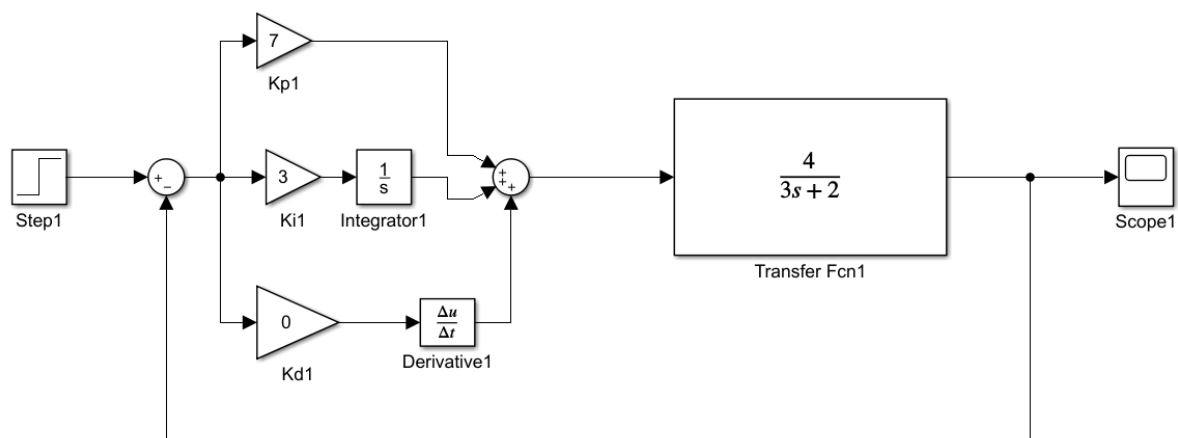 7
Kp1
+
−
3
1
s
+
+
+
4
3s + 2
Step1
Ki1
Integrator1
Scope1
Transfer Fcn1
0
Δu
Δt
Kd1
Derivative1